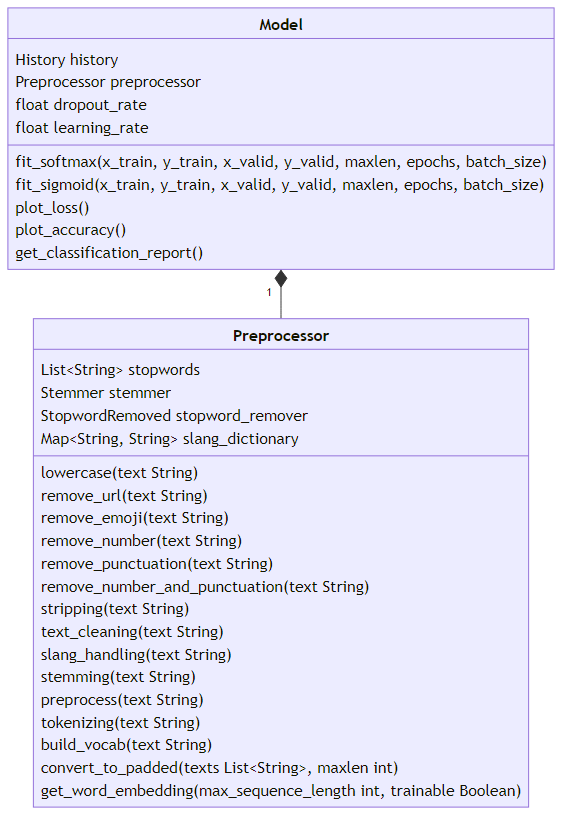 Model
History history
Preprocessor preprocessor
float dropout_rate
float learning_rate
fit_softmax(x_train, y_train, x_valid, y_valid, maxlen, epochs, batch_size)
fit_sigmoid(x_train, y_train, x_valid, y_valid, maxlen, epochs, batch_size)
plot_loss()
plot_accuracy()
get_classification_report()
1
Preprocessor
List<String> stopwords
Stemmer stemmer
StopwordRemoved stopword_remover
Map<String, String> slang_dictionary
lowercase(text String)
remove_url(text String)
remove_emoji(text String)
remove_number(text String)
remove_punctuation(text String)
remove_number_and_punctuation(text String)
stripping(text String)
text_cleaning(text String)
slang_handling(text String)
stemming(text String)
preprocess(text String)
tokenizing(text String)
build_vocab(text String)
convert_to_padded(texts List<String>, maxlen int)
get_word_embedding(max_sequence_length int, trainable Boolean)